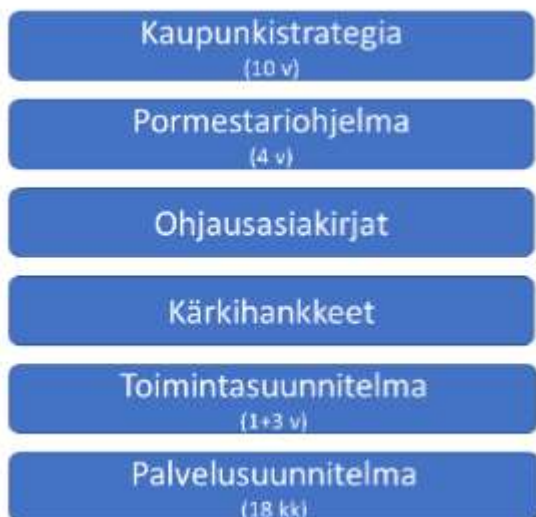 Kaupunkistrategia
(10 v)
Pormestariohjelma
(4 v)
Ohjausasiakirjat
Kärkihankkeet
Toimintasuunnitelma
(1+3 v)
Palvelusuunnitelma
(18 kk)